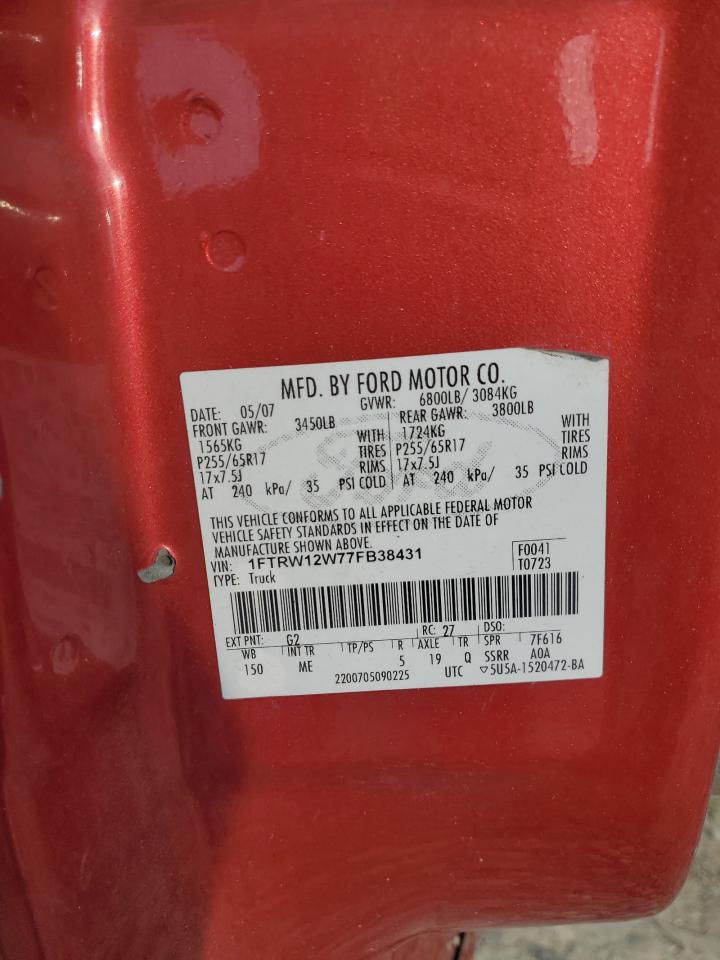 MFD. BY FORD MOTOR CO.
DATE: 05/07 GVWR: 6800LB/ 3084KG
FRONT GAWR: 3450LB REAR GAWR: 3800LB
1565KG WITH 1724KG WITH
P255/65R17 TIRES P255/65R17 TIRES
17x7.5J RIMS 17x7.5J RIMS
AT 240 kPa/ 35 PSI COLD AT 240 kPa/ 35 PSI COLD
Ford
THIS VEHICLE CONFORMS TO ALL APPLICABLE FEDERAL MOTOR
VEHICLE SAFETY STANDARDS IN EFFECT ON THE DATE OF
MANUFACTURE SHOWN ABOVE.
VIN: 1FTRW12W77FB38431 F0041
TYPE: Truck T0723
EXT PNT: G2 RC: 27 DSO:
WB INT TR TP/PS R AXLE TR SPR 7F616
150 ME 5 19 Q SSRR A0A
2200705090225 UTC ▽5U5A-1520472-BA